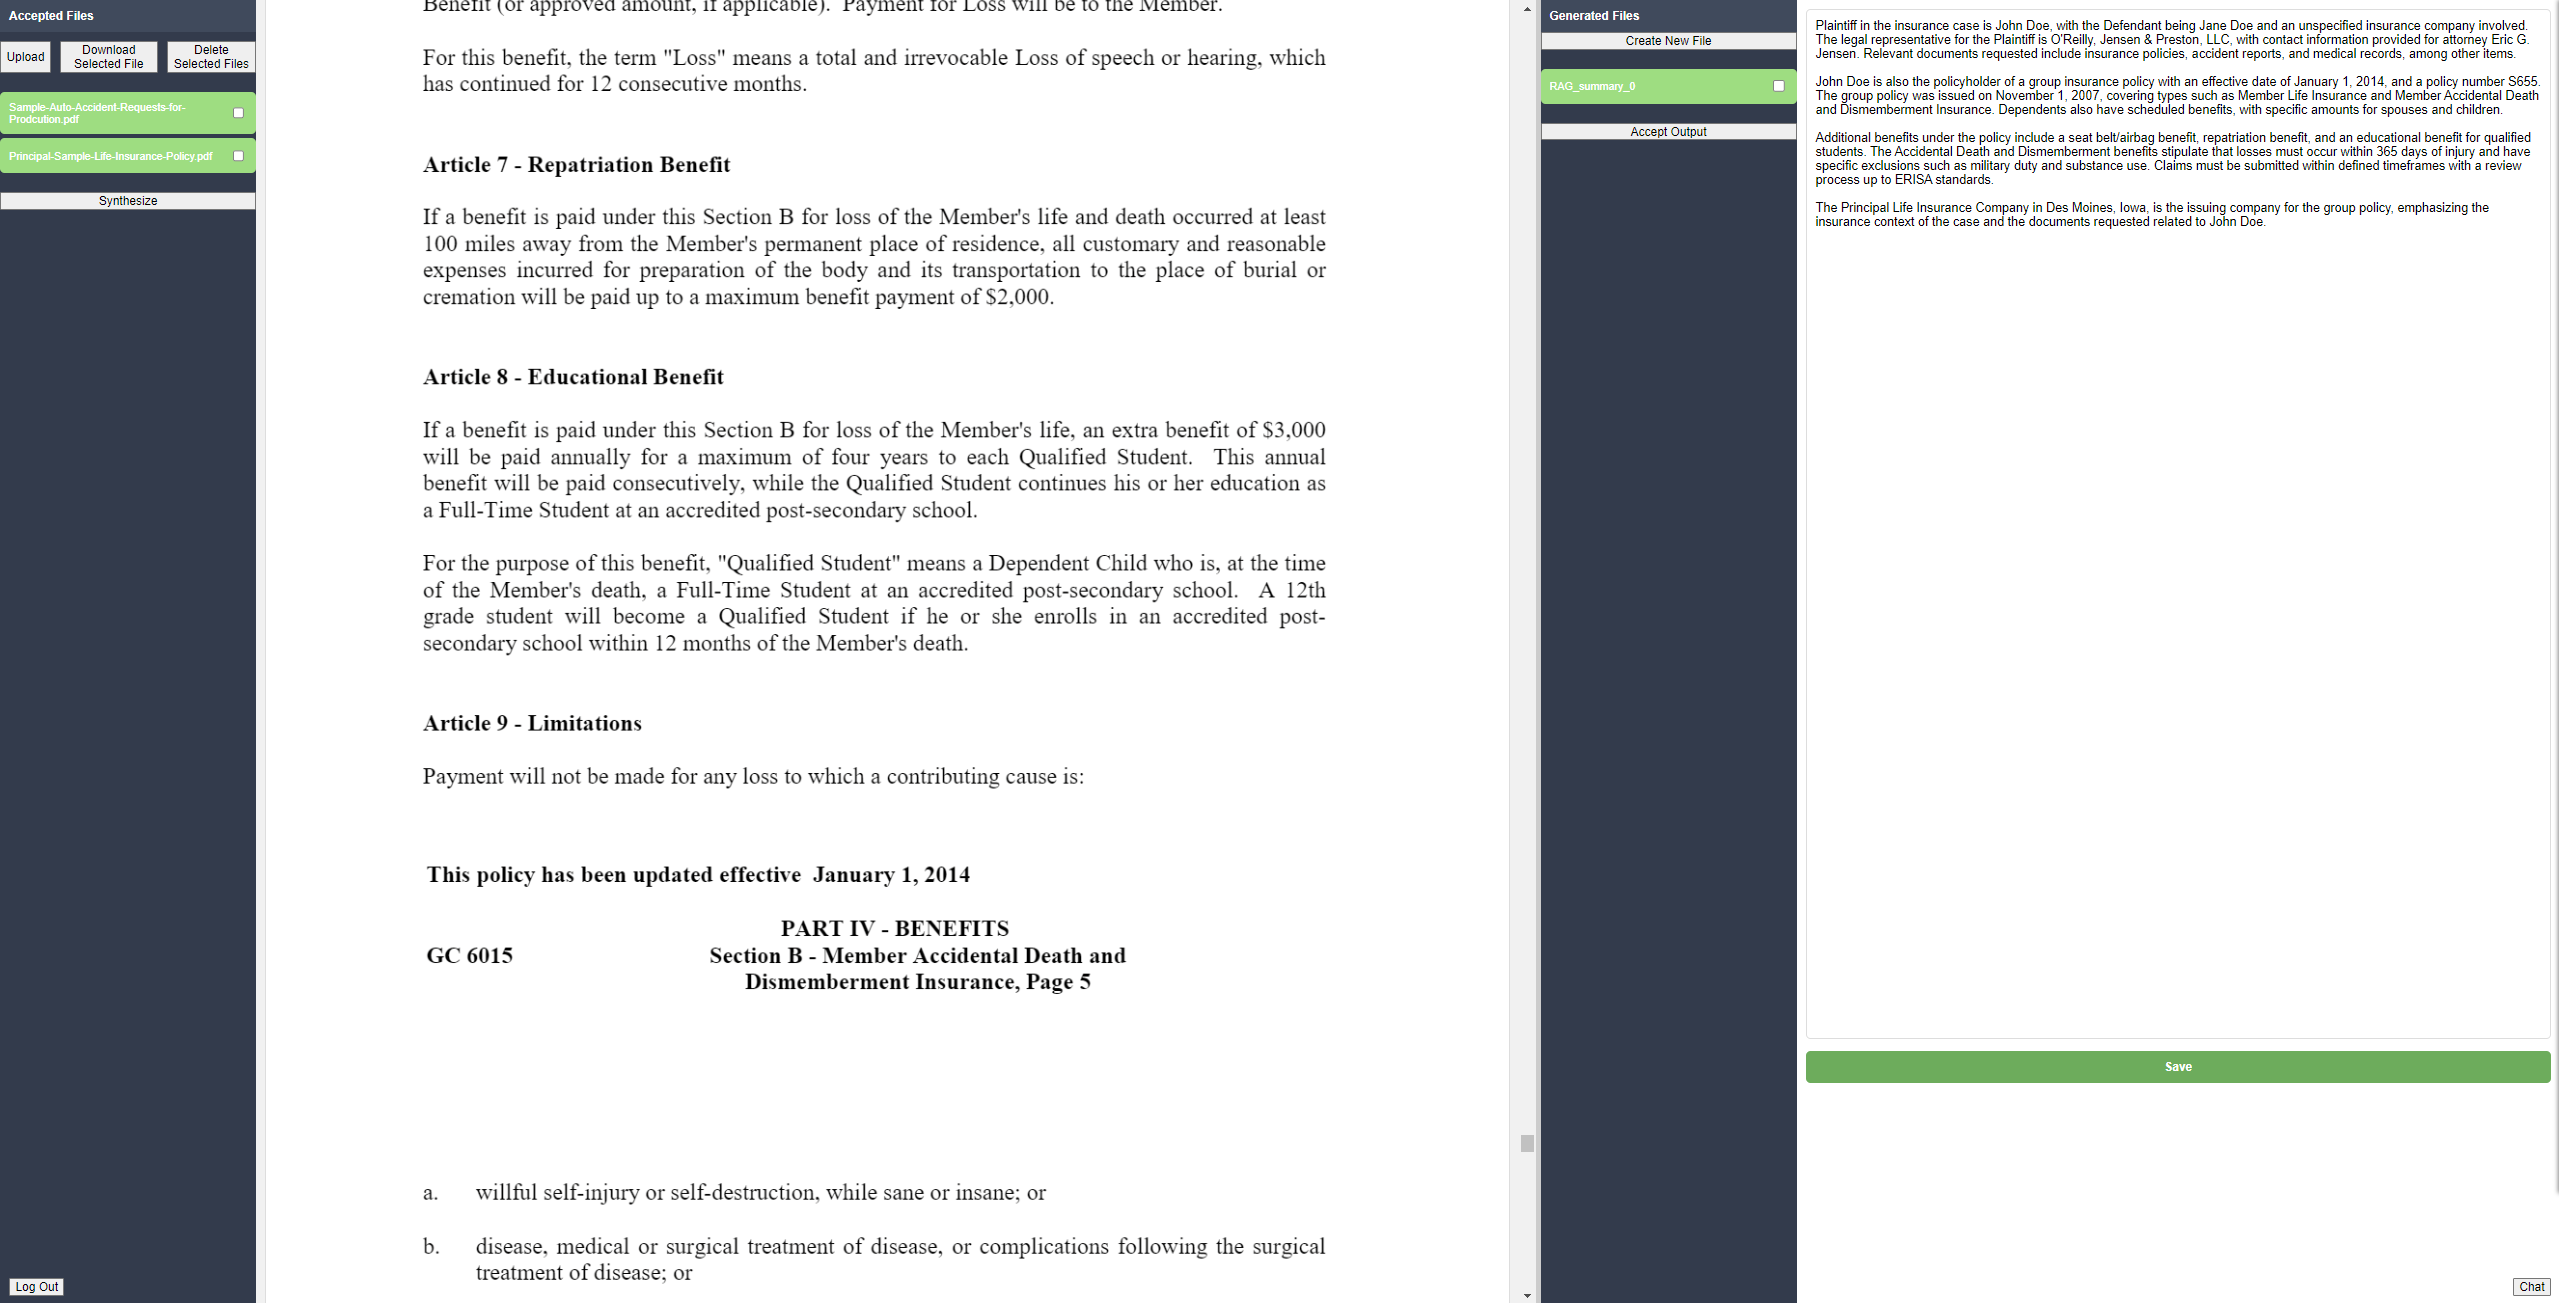 Accepted Files
Upload
Download
Selected File
Delete
Selected Files
Sample-Auto-Accident-Requests-for-
Prodcution.pdf
Principal-Sample-Life-Insurance-Policy.pdf
Synthesize
Log Out
Benefit (or approved amount, if applicable). Payment for Loss will be to the Member.
For this benefit, the term "Loss" means a total and irrevocable Loss of speech or hearing, which
has continued for 12 consecutive months.
Article 7 - Repatriation Benefit
If a benefit is paid under this Section B for loss of the Member's life and death occurred at least
100 miles away from the Member's permanent place of residence, all customary and reasonable
expenses incurred for preparation of the body and its transportation to the place of burial or
cremation will be paid up to a maximum benefit payment of $2,000.
Article 8 - Educational Benefit
If a benefit is paid under this Section B for loss of the Member's life, an extra benefit of $3,000
will be paid annually for a maximum of four years to each Qualified Student. This annual
benefit will be paid consecutively, while the Qualified Student continues his or her education as
a Full-Time Student at an accredited post-secondary school.
For the purpose of this benefit, "Qualified Student" means a Dependent Child who is, at the time
of the Member's death, a Full-Time Student at an accredited post-secondary school. A 12th
grade student will become a Qualified Student if he or she enrolls in an accredited post-
secondary school within 12 months of the Member's death.
Article 9 - Limitations
Payment will not be made for any loss to which a contributing cause is:
This policy has been updated effective January 1, 2014
PART IV - BENEFITS
GC 6015 Section B - Member Accidental Death and
Dismemberment Insurance, Page 5
a. willful self-injury or self-destruction, while sane or insane; or
b. disease, medical or surgical treatment of disease, or complications following the surgical
treatment of disease; or
Generated Files
Create New File
RAG_summary_0
Accept Output
Plaintiff in the insurance case is John Doe, with the Defendant being Jane Doe and an unspecified insurance company involved.
The legal representative for the Plaintiff is O'Reilly, Jensen & Preston, LLC, with contact information provided for attorney Eric G.
Jensen. Relevant documents requested include insurance policies, accident reports, and medical records, among other items.
John Doe is also the policyholder of a group insurance policy with an effective date of January 1, 2014, and a policy number S655.
The group policy was issued on November 1, 2007, covering types such as Member Life Insurance and Member Accidental Death
and Dismemberment Insurance. Dependents also have scheduled benefits, with specific amounts for spouses and children.
Additional benefits under the policy include a seat belt/airbag benefit, repatriation benefit, and an educational benefit for qualified
students. The Accidental Death and Dismemberment benefits stipulate that losses must occur within 365 days of injury and have
specific exclusions such as military duty and substance use. Claims must be submitted within defined timeframes with a review
process up to ERISA standards.
The Principal Life Insurance Company in Des Moines, Iowa, is the issuing company for the group policy, emphasizing the
insurance context of the case and the documents requested related to John Doe.
Save
Chat